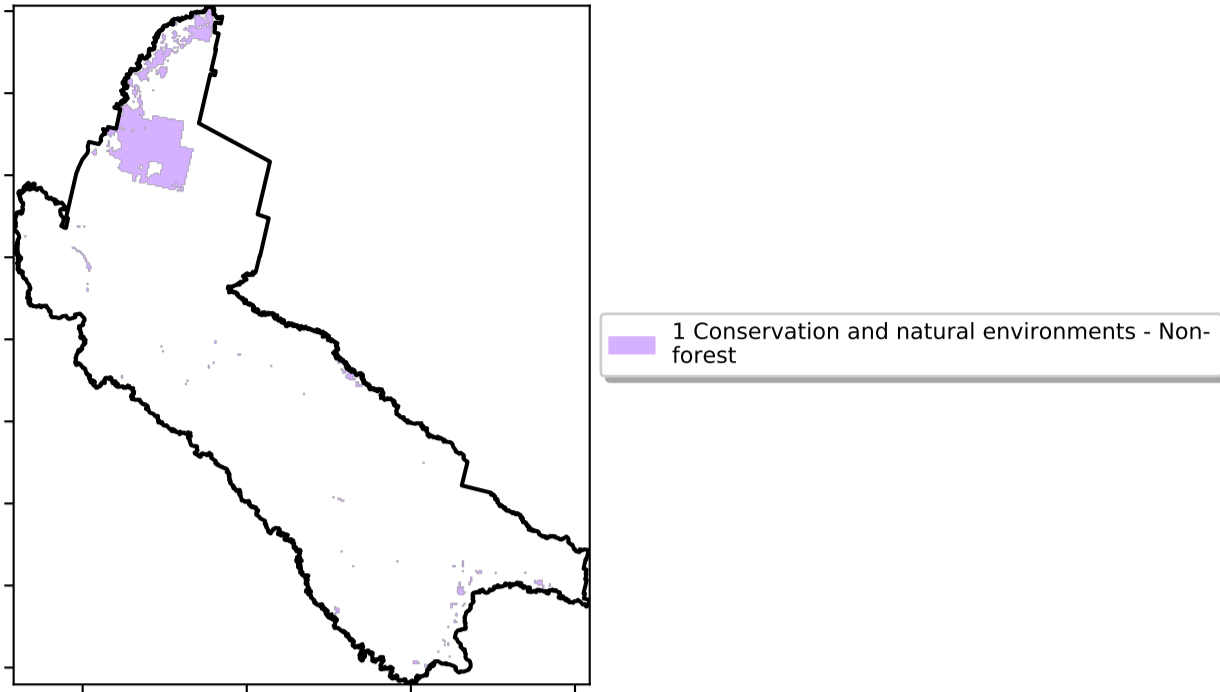 1 Conservation and natural environments - Non-
forest